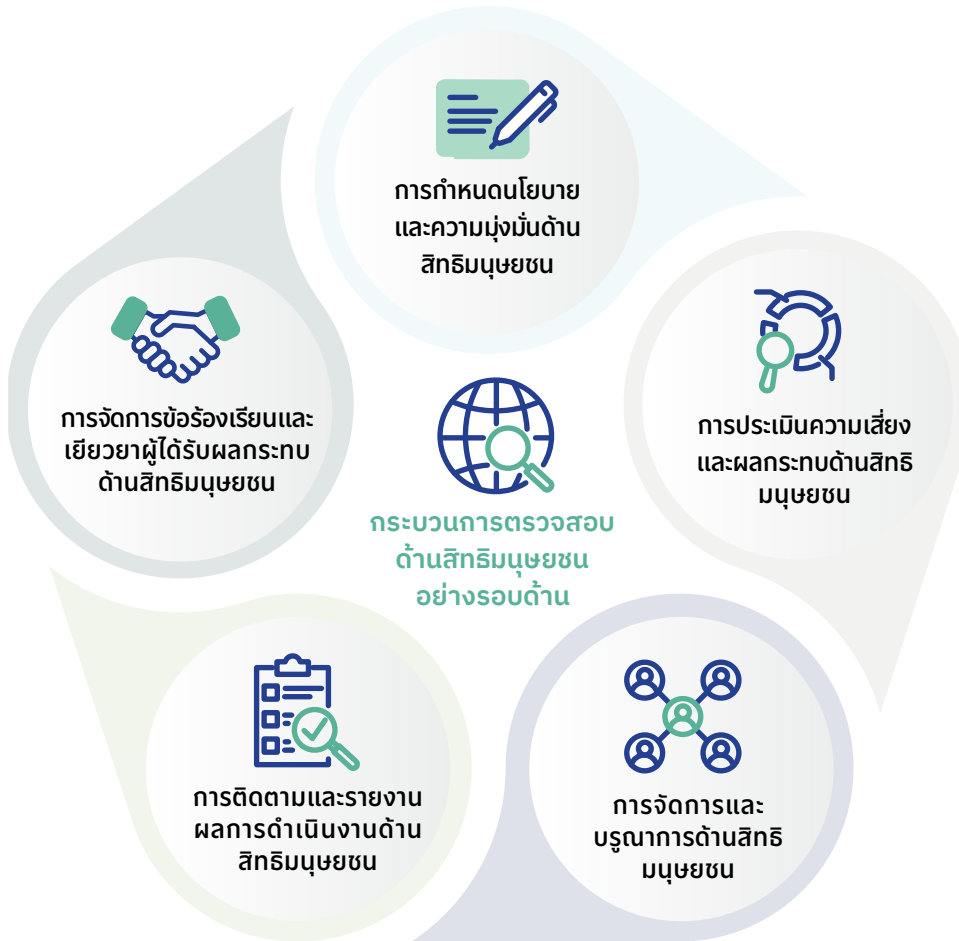 การกำหนดนโยบาย
และความมุ่งมั่นด้าน
สิทธิมนุษยชน
การประเมินความเสี่ยง
และผลกระทบด้านสิทธิ
มนุษยชน
การจัดการและ
บรูณาการด้านสิทธิ
มนุษยชน
การติดตามและรายงาน
ผลการดำเนินงานด้าน
สิทธิมนุษยชน
การจัดการข้อร้องเรียนและ
เยียวยาผู้ได้รับผลกระทบ
ด้านสิทธิมนุษยชน
กระบวนการตรวจสอบ
ด้านสิทธิมนุษยชน
อย่างรอบด้าน